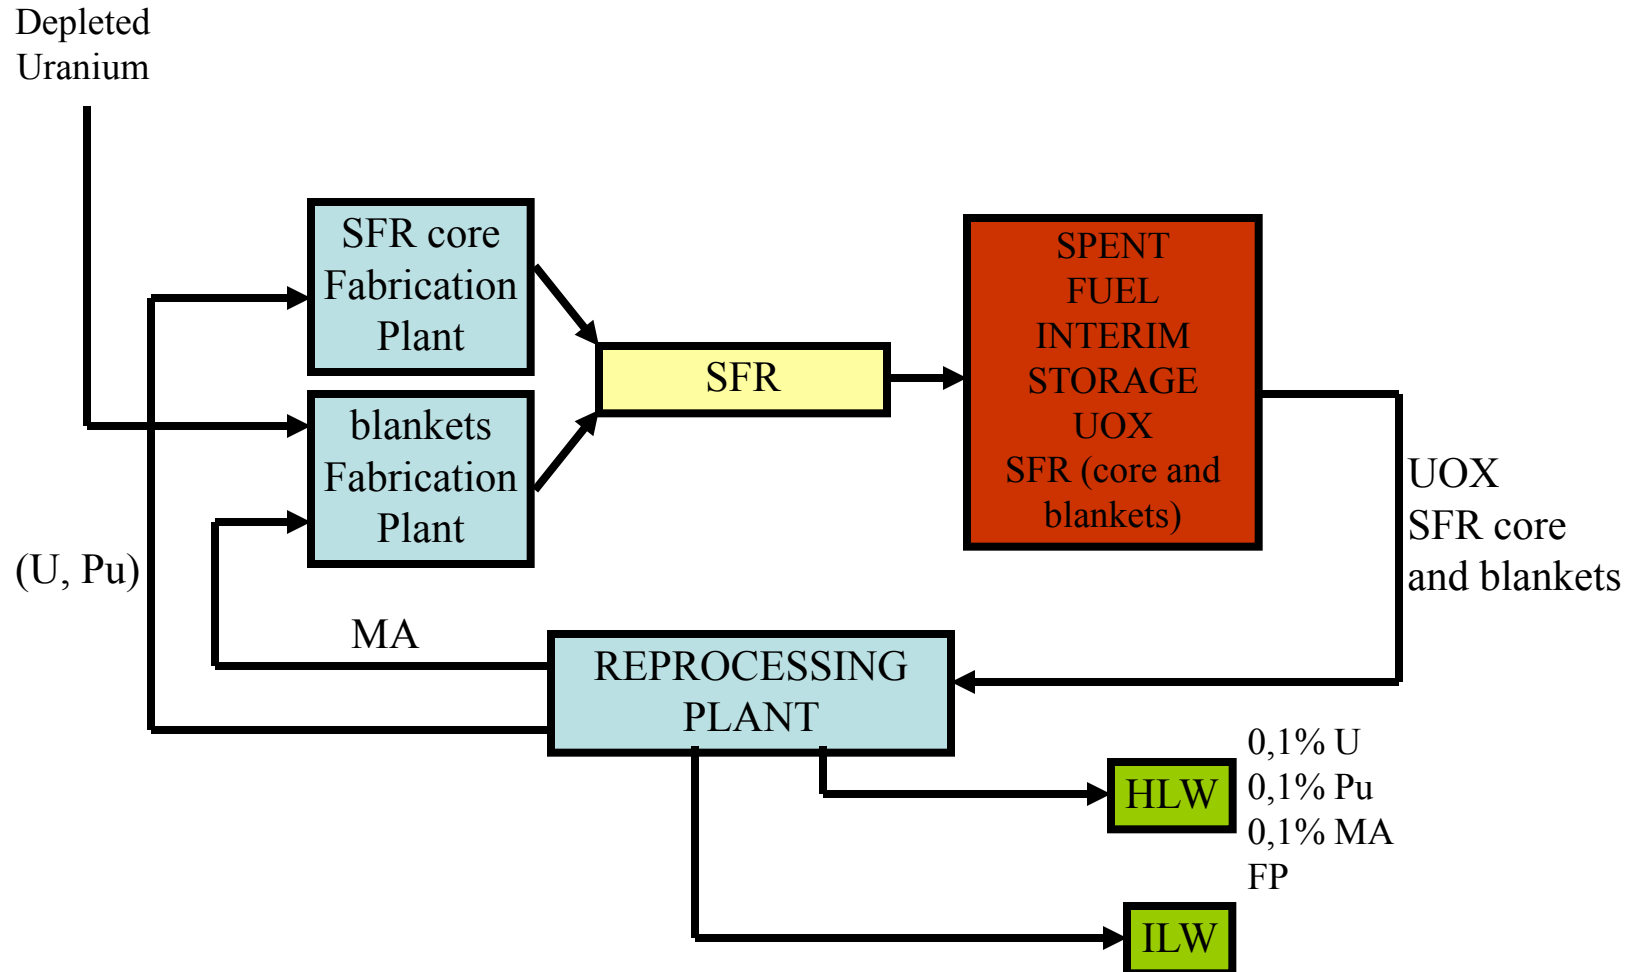 Depleted
Uranium
SFR core
Fabrication
Plant
blankets
Fabrication
Plant
SFR
SPENT
FUEL
INTERIM
STORAGE
UOX
SFR (core and
blankets)
UOX
SFR core
and blankets
(U, Pu)
MA
REPROCESSING
PLANT
HLW
0,1% U
0,1% Pu
0,1% MA
FP
ILW